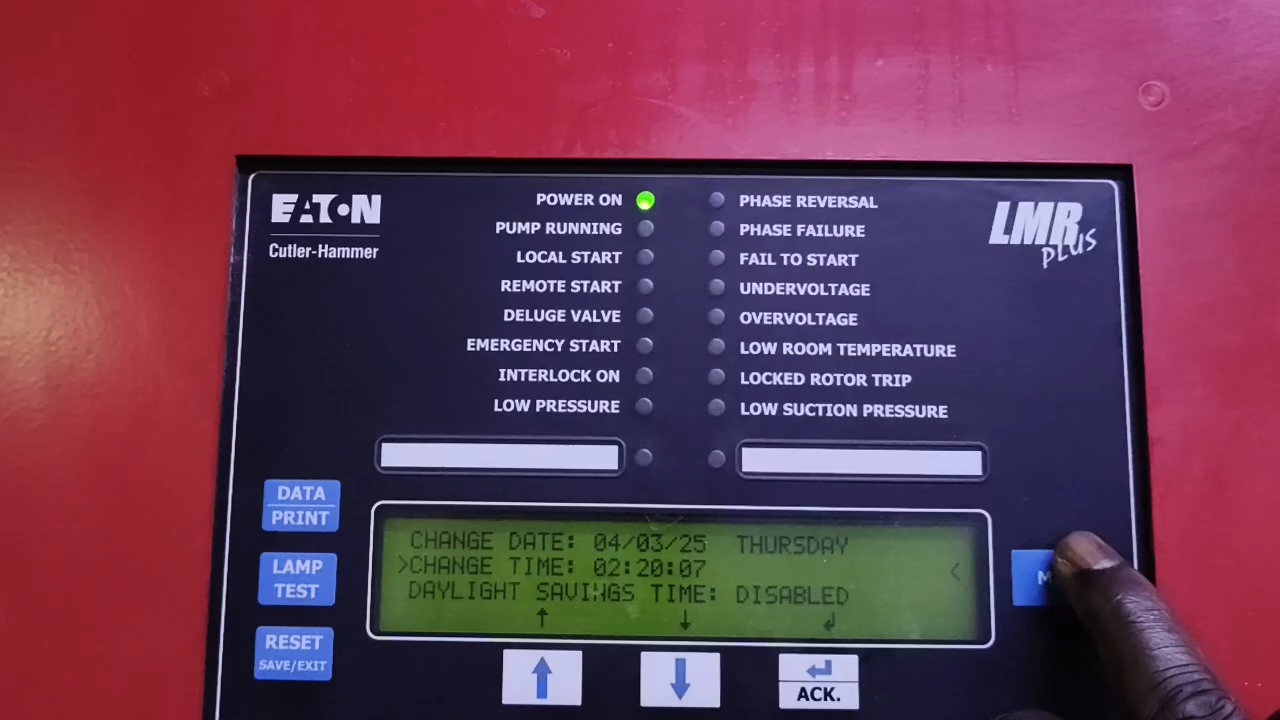 EATON
Cutler-Hammer
POWER ON
PUMP RUNNING
LOCAL START
REMOTE START
DELUGE VALVE
EMERGENCY START
INTERLOCK ON
LOW PRESSURE
PHASE REVERSAL
PHASE FAILURE
FAIL TO START
UNDERVOLTAGE
OVERVOLTAGE
LOW ROOM TEMPERATURE
LOCKED ROTOR TRIP
LOW SUCTION PRESSURE
LMR
PLUS
DATA
PRINT
LAMP
TEST
RESET
SAVE/EXIT
CHANGE DATE: 04/03/25 THURSDAY
>CHANGE TIME: 02:20:07 <
DAYLIGHT SAVINGS TIME: DISABLED
↑ ↓ ↲
↑ ↓ ↲
ACK.